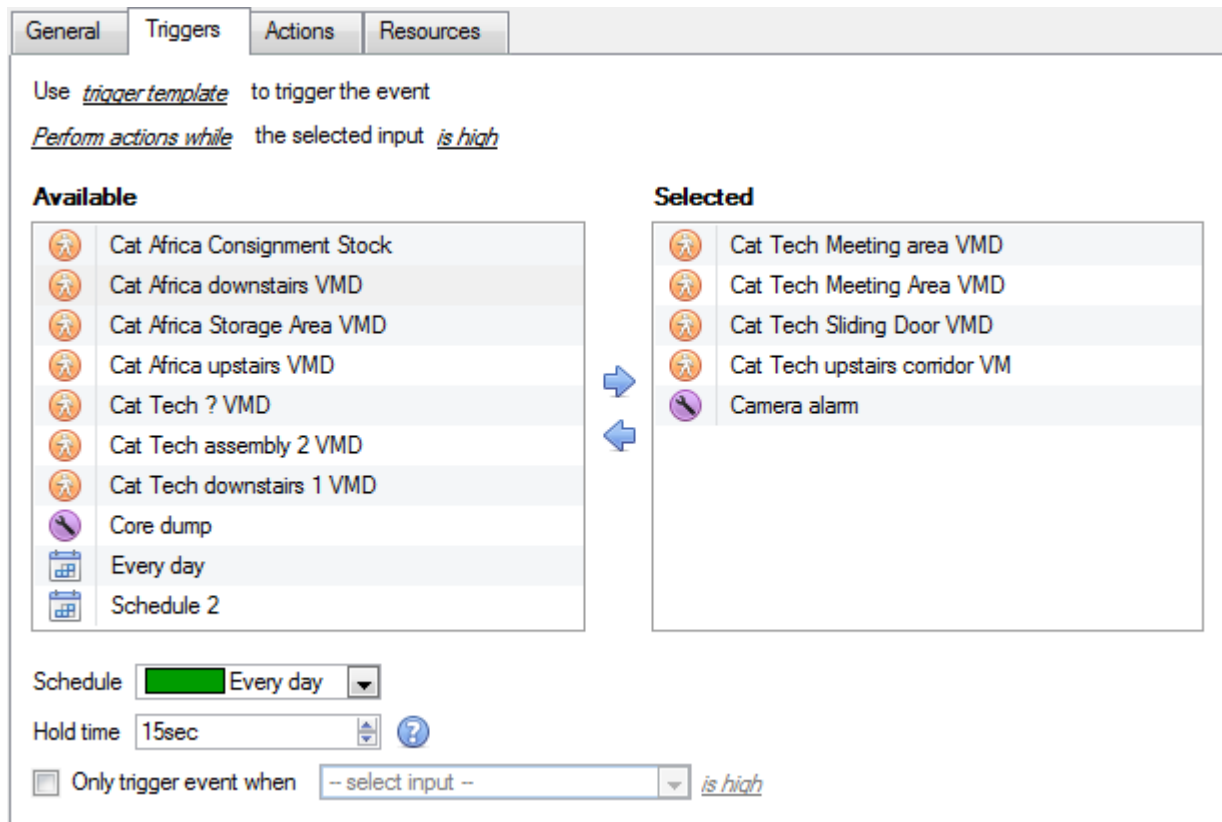 General Triggers Actions Resources
Use trigger template to trigger the event
Perform actions while the selected input is high
Available
Selected
Cat Africa Consignment Stock
Cat Africa downstairs VMD
Cat Africa Storage Area VMD
Cat Africa upstairs VMD
Cat Tech ? VMD
Cat Tech assembly 2 VMD
Cat Tech downstairs 1 VMD
Core dump
Every day
Schedule 2
Cat Tech Meeting area VMD
Cat Tech Meeting Area VMD
Cat Tech Sliding Door VMD
Cat Tech upstairs corridor VM
Camera alarm
Schedule Every day
Hold time 15sec ?
Only trigger event when -- select input -- is high